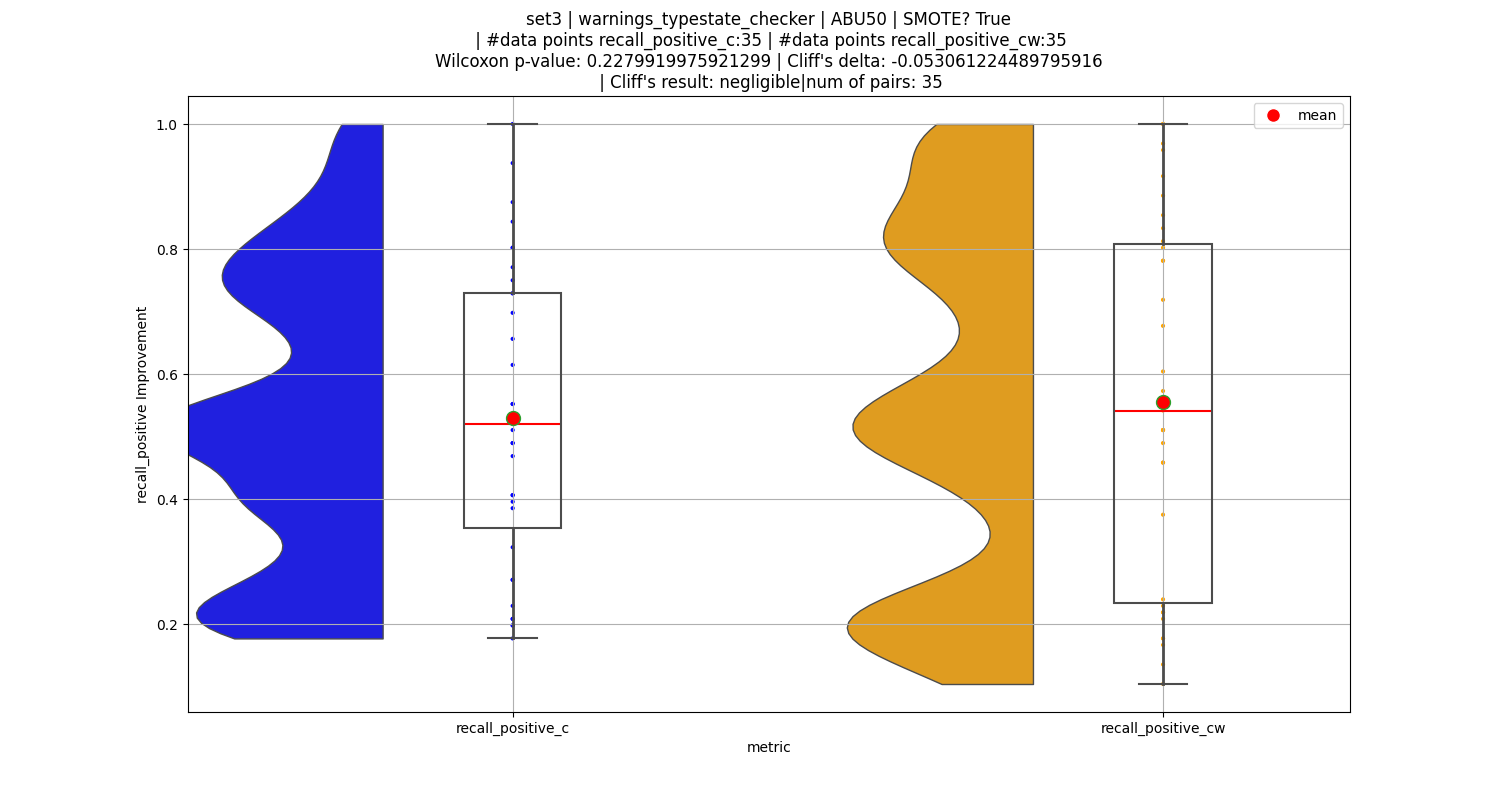 set3 | warnings_typestate_checker | ABU50 | SMOTE? True
| #data points recall_positive_c:35 | #data points recall_positive_cw:35
Wilcoxon p-value: 0.2279919975921299 | Cliff's delta: -0.053061224489795916
| Cliff's result: negligible|num of pairs: 35
mean
1.0
0.8
0.6
0.4
0.2
recall_positive Improvement
recall_positive_c
recall_positive_cw
metric